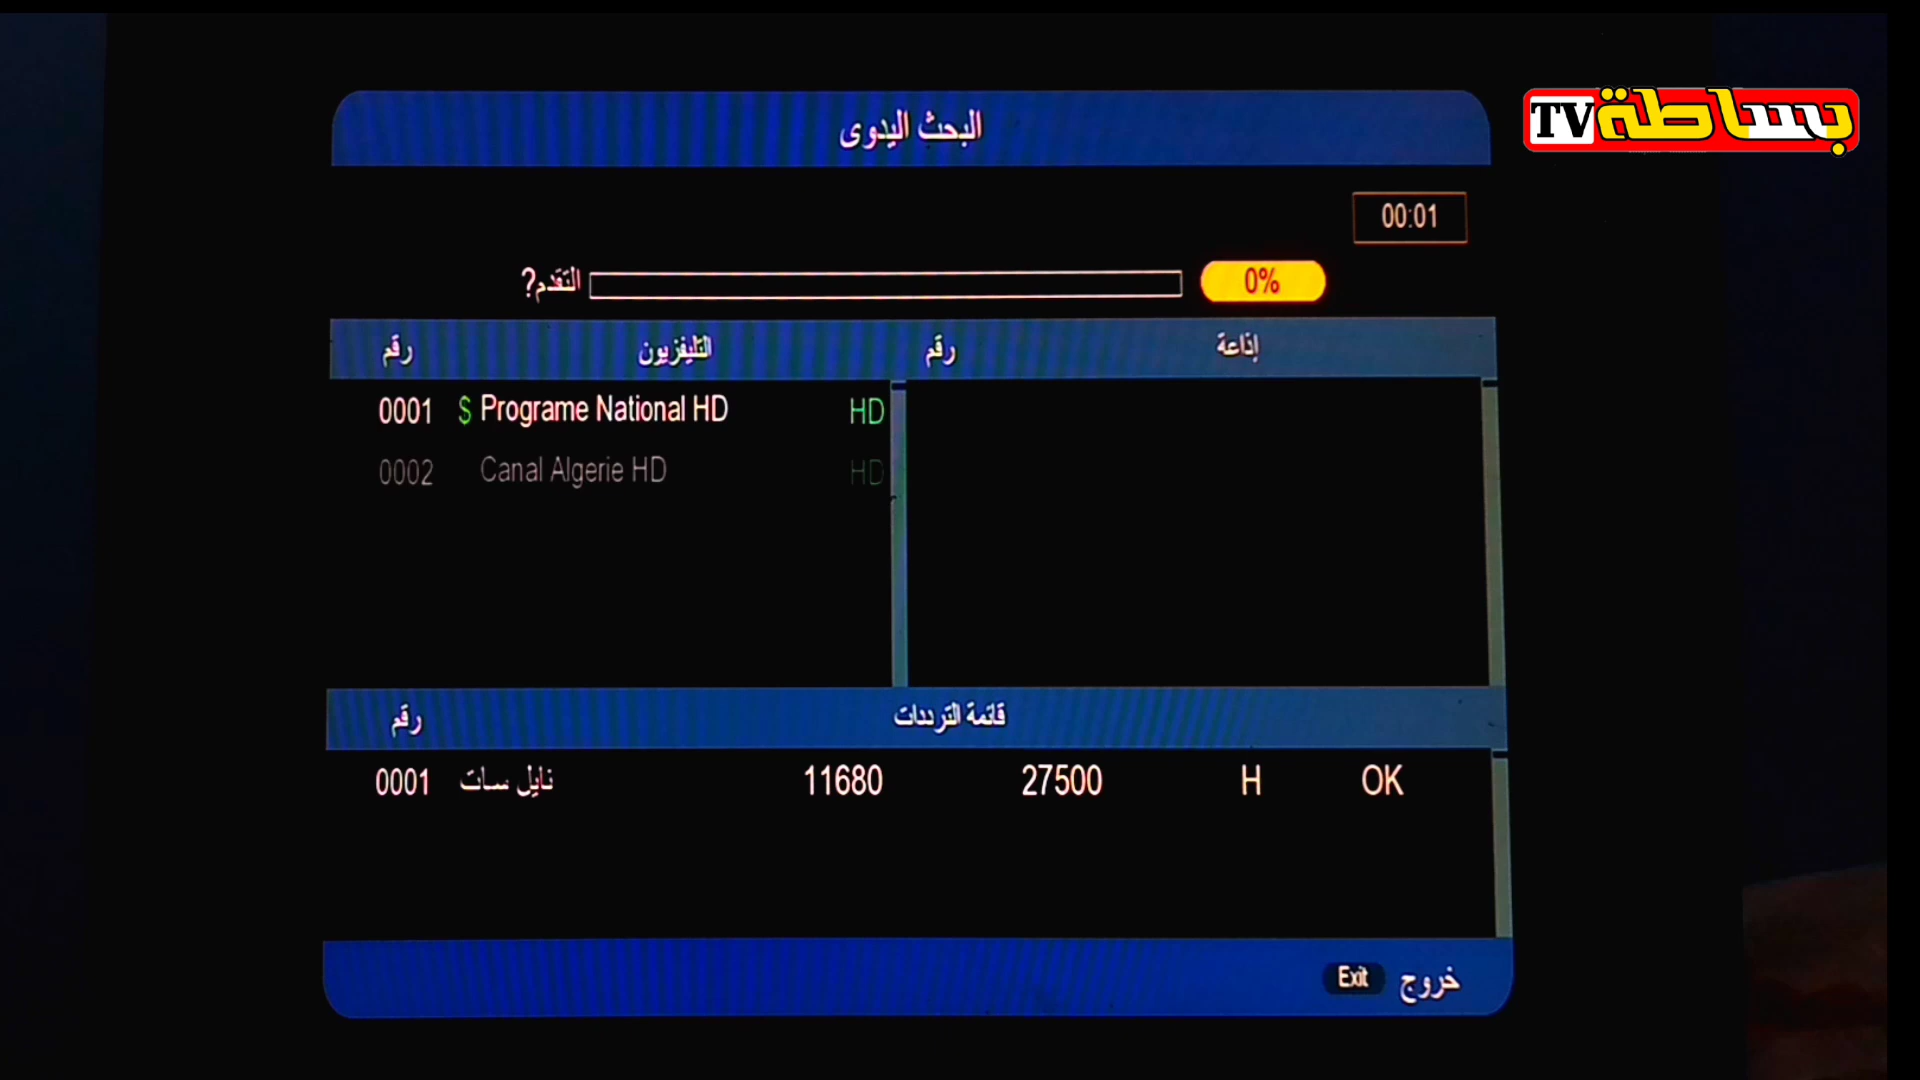 البحث اليدوى
بساطة TV
00:01
التقدم?
0%
رقم التليفزيون رقم إذاعة
0001 $ Programe National HD HD
0002 Canal Algerie HD HD
رقم قائمة الترددات
0001 نايل سات 11680 27500 H OK
خروج Exit